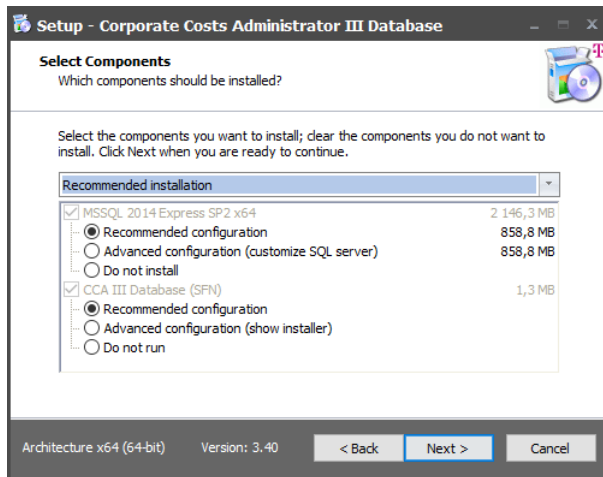 Setup - Corporate Costs Administrator III Database
Select Components
Which components should be installed?
T
Select the components you want to install; clear the components you do not want to
install. Click Next when you are ready to continue.
Recommended installation
MSSQL 2014 Express SP2 x64 2 146,3 MB
Recommended configuration 858,8 MB
Advanced configuration (customize SQL server) 858,8 MB
Do not install
CCA III Database (SFN) 1,3 MB
Recommended configuration
Advanced configuration (show installer)
Do not run
Architecture x64 (64-bit) Version: 3.40 < Back Next > Cancel